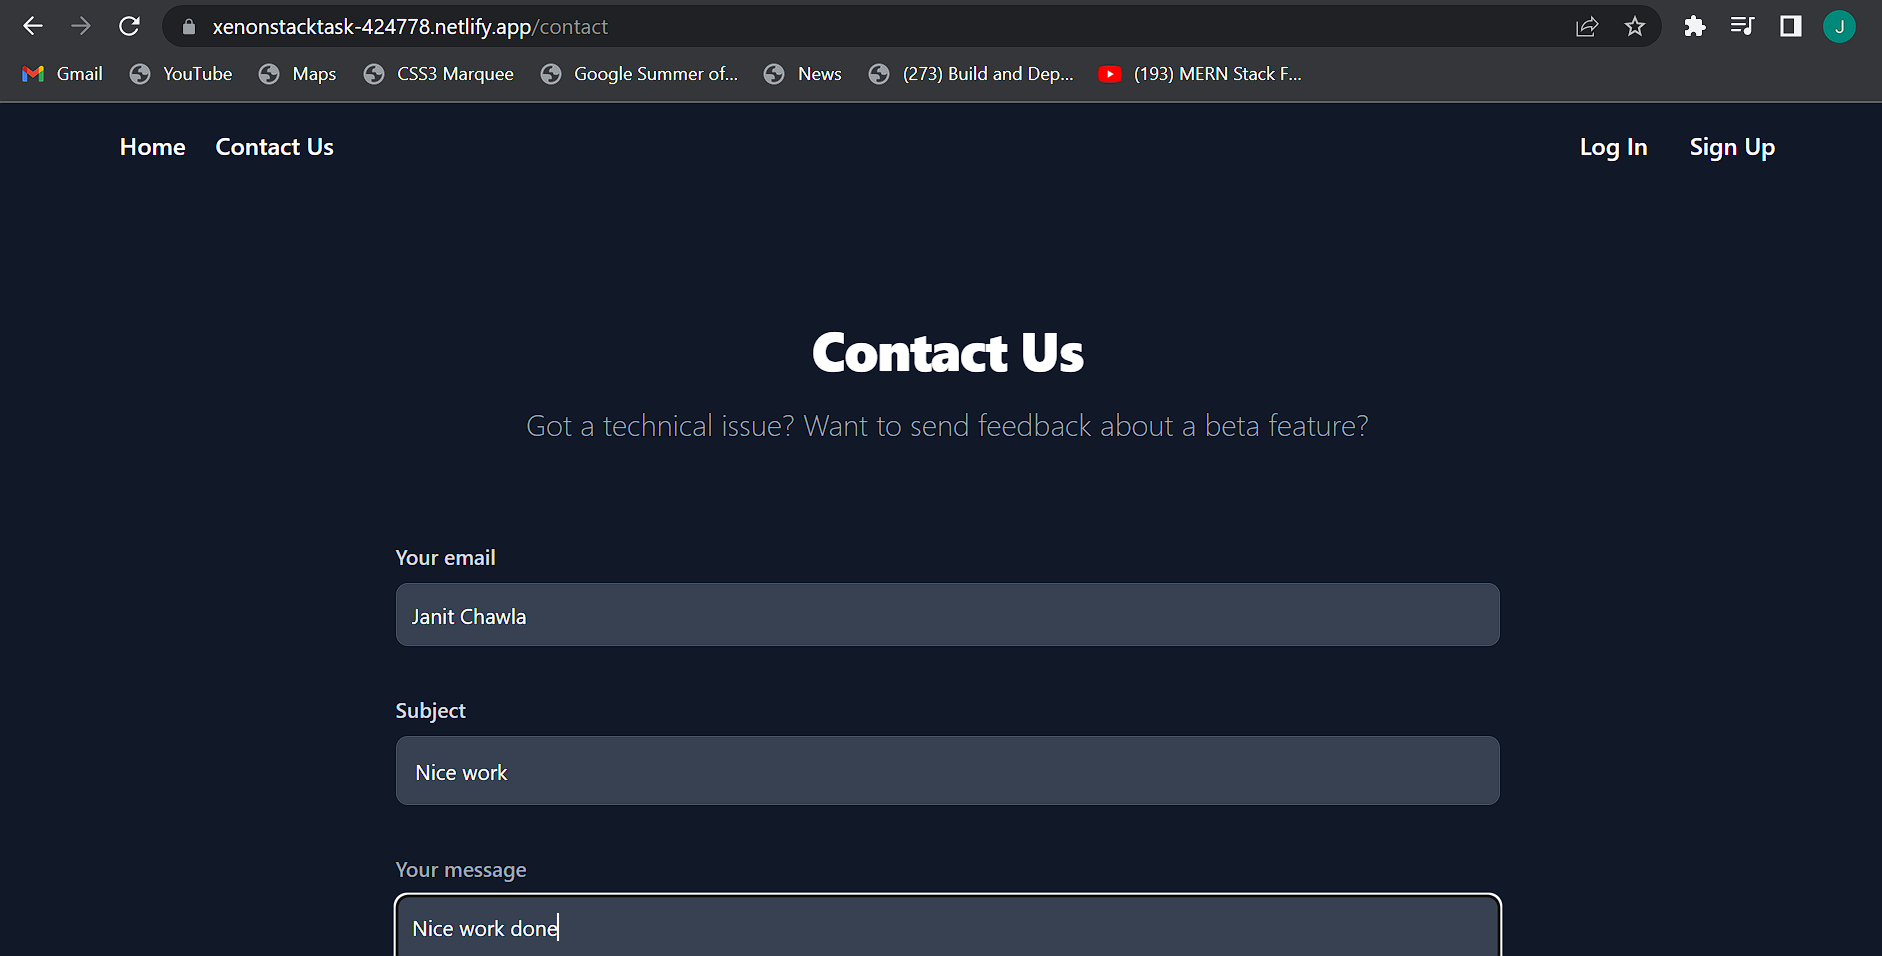 xenonstacktask-424778.netlify.app/contact
J
Gmail YouTube Maps CSS3 Marquee Google Summer of... News (273) Build and Dep... (193) MERN Stack F...
Home Contact Us Log In Sign Up
Contact Us
Got a technical issue? Want to send feedback about a beta feature?
Your email
Janit Chawla
Subject
Nice work
Your message
Nice work done